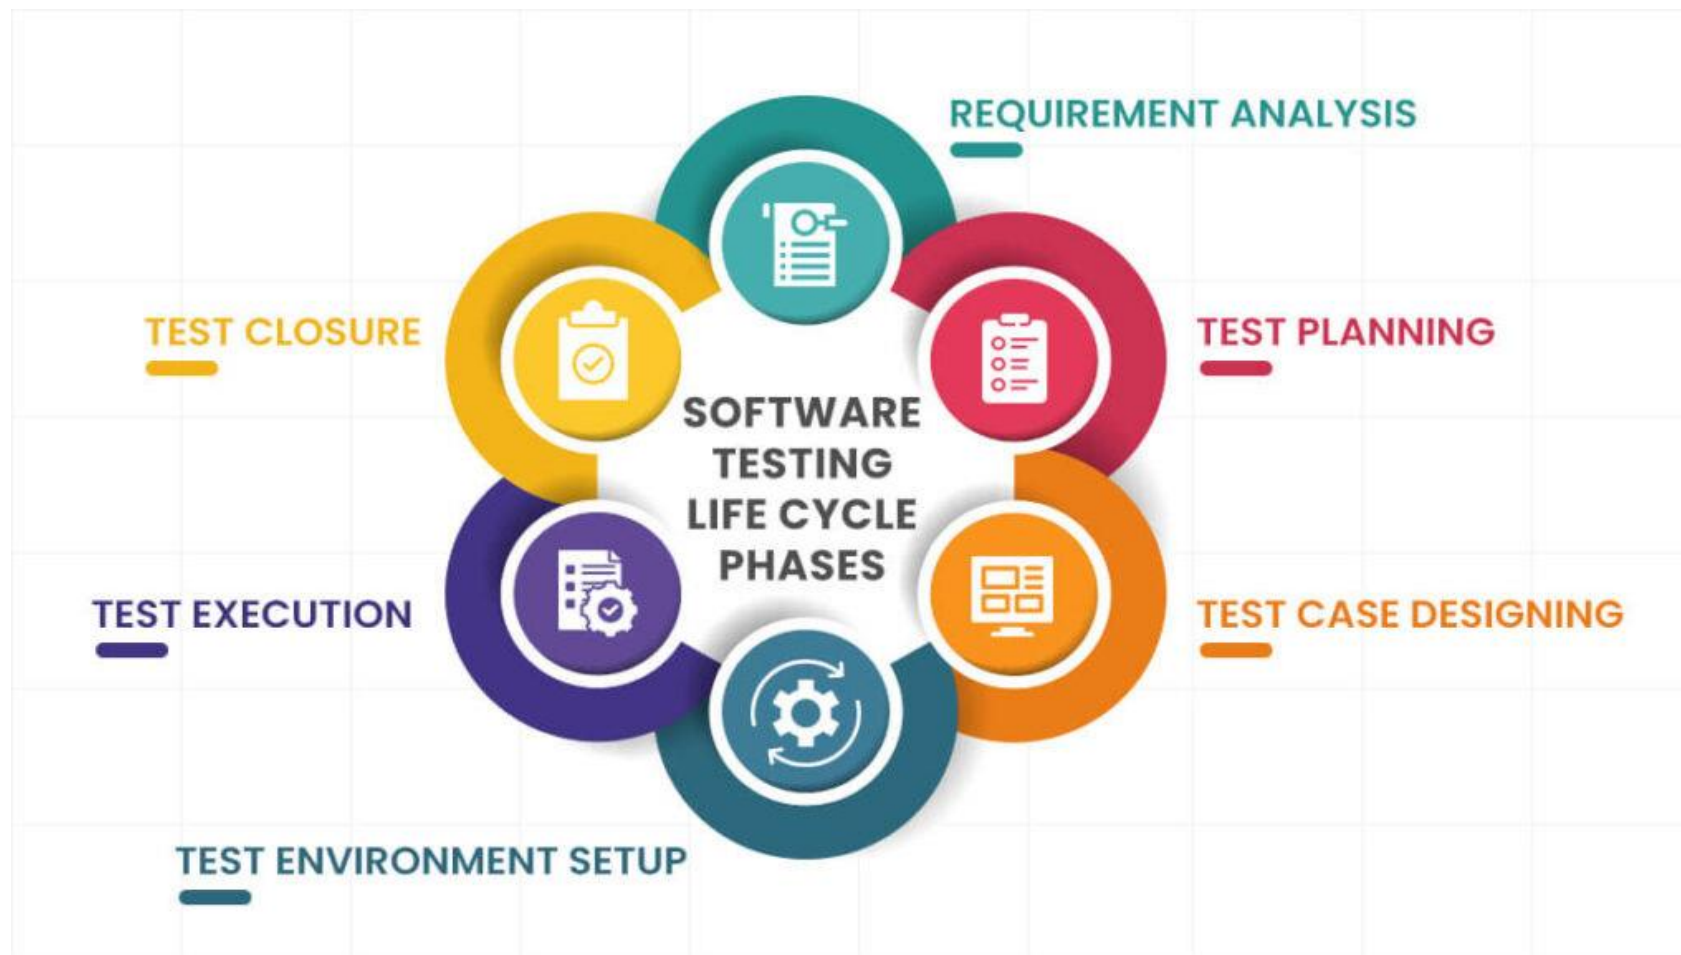 REQUIREMENT ANALYSIS
TEST CLOSURE
TEST PLANNING
SOFTWARE
TESTING
LIFE CYCLE
PHASES
TEST EXECUTION
TEST CASE DESIGNING
TEST ENVIRONMENT SETUP